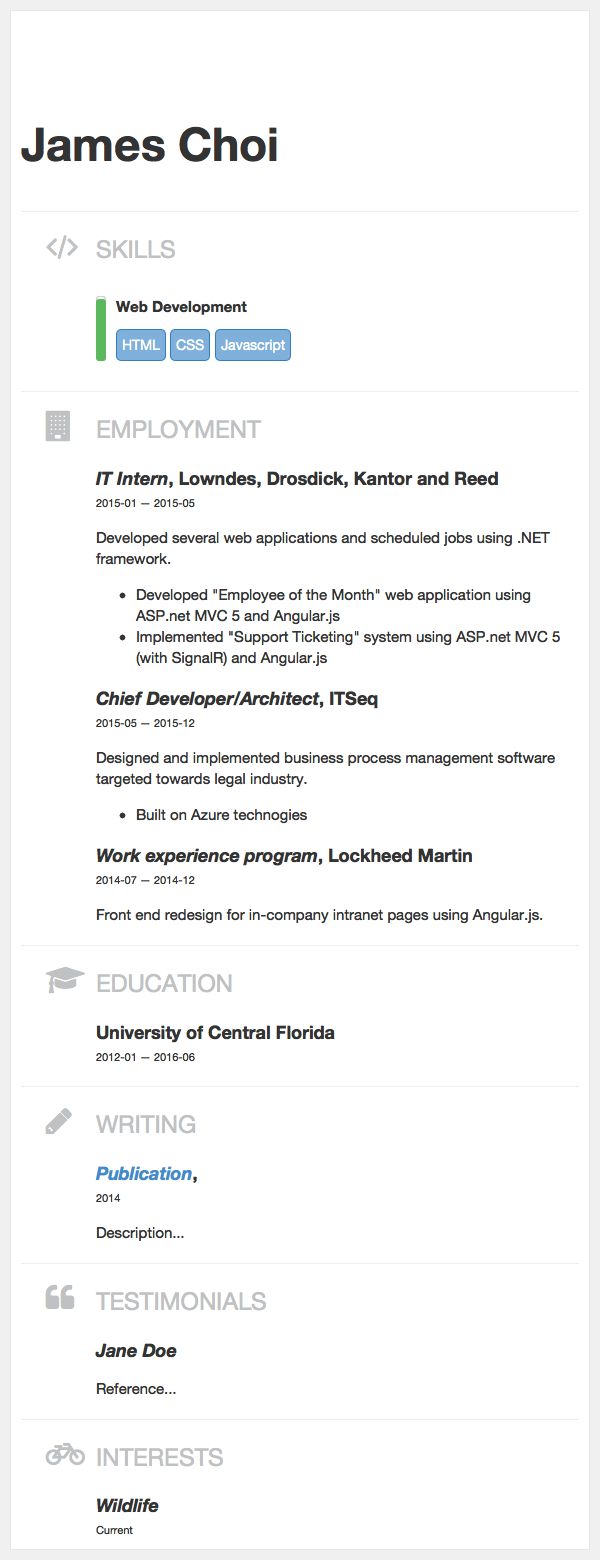 James Choi
SKILLS
Web Development
HTML CSS Javascript
EMPLOYMENT
IT Intern, Lowndes, Drosdick, Kantor and Reed
2015-01 — 2015-05
Developed several web applications and scheduled jobs using .NET
framework.
• Developed "Employee of the Month" web application using
ASP.net MVC 5 and Angular.js
• Implemented "Support Ticketing" system using ASP.net MVC 5
(with SignalR) and Angular.js
Chief Developer/Architect, ITSeq
2015-05 — 2015-12
Designed and implemented business process management software
targeted towards legal industry.
• Built on Azure technogies
Work experience program, Lockheed Martin
2014-07 — 2014-12
Front end redesign for in-company intranet pages using Angular.js.
EDUCATION
University of Central Florida
2012-01 — 2016-06
WRITING
Publication,
2014
Description...
TESTIMONIALS
Jane Doe
Reference...
INTERESTS
Wildlife
Current